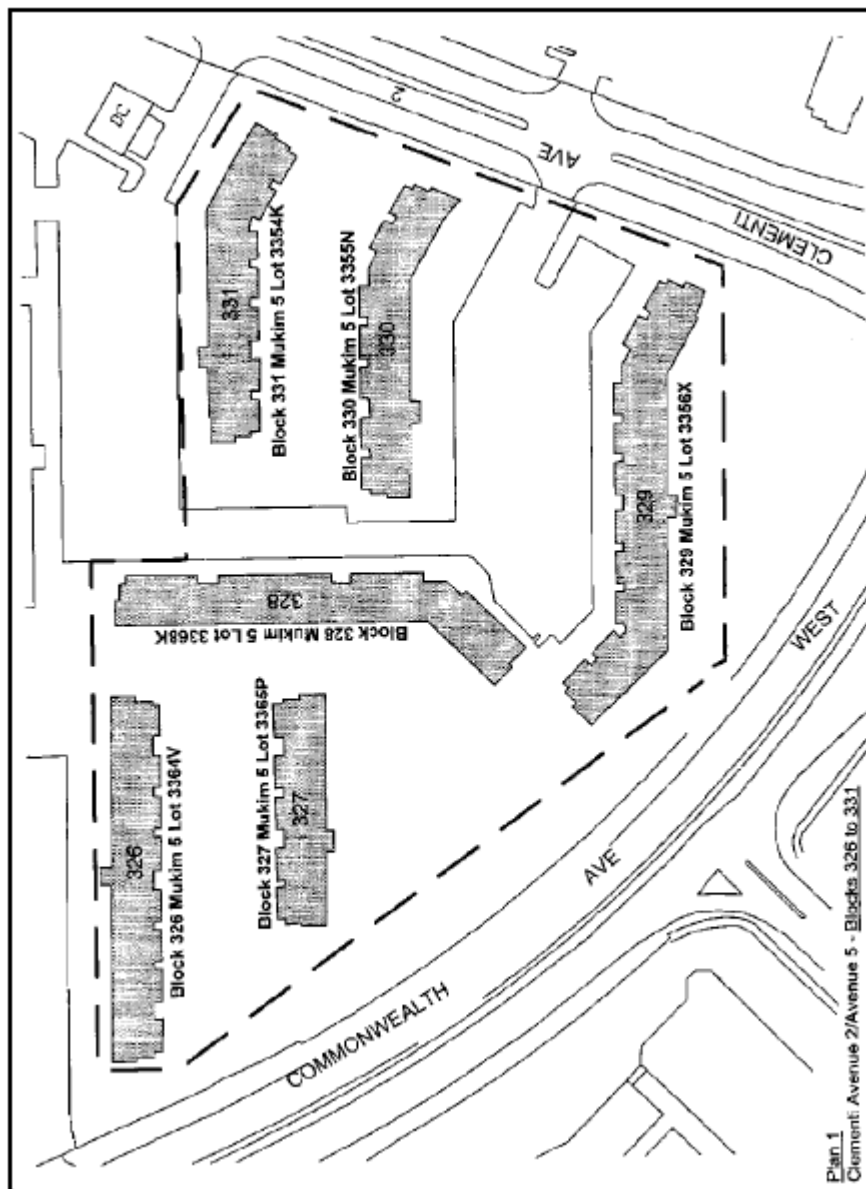 DC
331
Block 331 Mukim 5 Lot 3354K
330
Block 330 Mukim 5 Lot 3355N
CLEMENTI
AVE
2
328
Block 328 Mukim 5 Lot 3368K
326
Block 326 Mukim 5 Lot 3364V
Block 327 Mukim 5 Lot 3365P
327
329
Block 329 Mukim 5 Lot 3356X
COMMONWEALTH
AVE
WEST
Plan 1
Clementi Avenue 2/Avenue 5 - Blocks 326 to 331